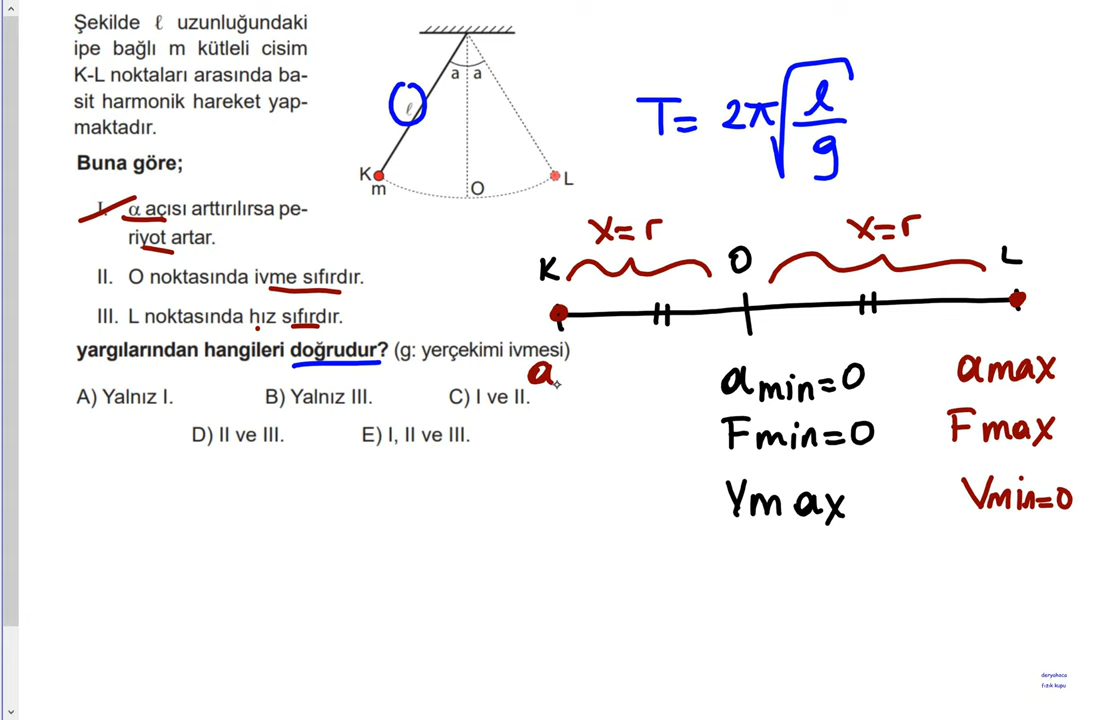 Şekilde ℓ uzunluğundaki
ipe bağlı m kütleli cisim
K-L noktaları arasında ba-
sit harmonik hareket yap-
maktadır.
Buna göre;
I. α açısı arttırılırsa pe-
riyot artar.
II. O noktasında ivme sıfırdır.
III. L noktasında hız sıfırdır.
yargılarından hangileri doğrudur? (g: yerçekimi ivmesi)
A) Yalnız I. B) Yalnız III. C) I ve II.
D) II ve III. E) I, II ve III.
a a
ℓ
K L
m O
T = 2π√(l/g)
x=r x=r
K O L
a
amin=0 amax
Fmin=0 Fmax
Vmax Vmin=0
deryahoca
fizik kupu